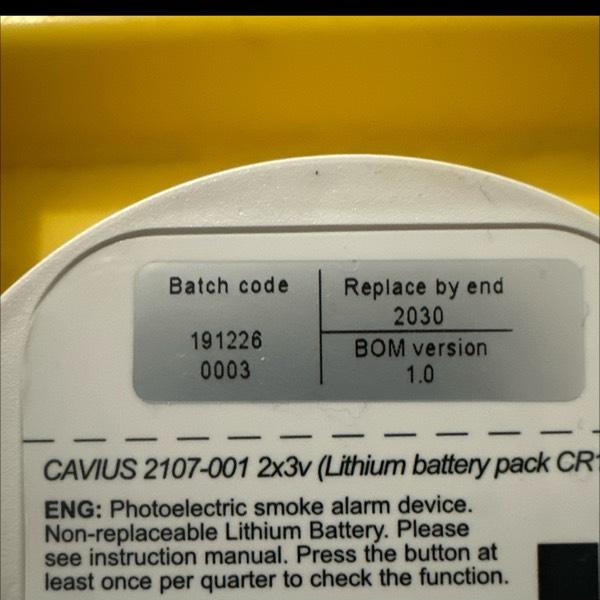 Batch code
191226
0003
Replace by end
2030
BOM version
1.0
CAVIUS 2107-001 2x3v (Lithium battery pack
ENG: Photoelectric smoke alarm device.
Non-replaceable Lithium Battery. Please
see instruction manual. Press the button at
least once per quarter to check the function.